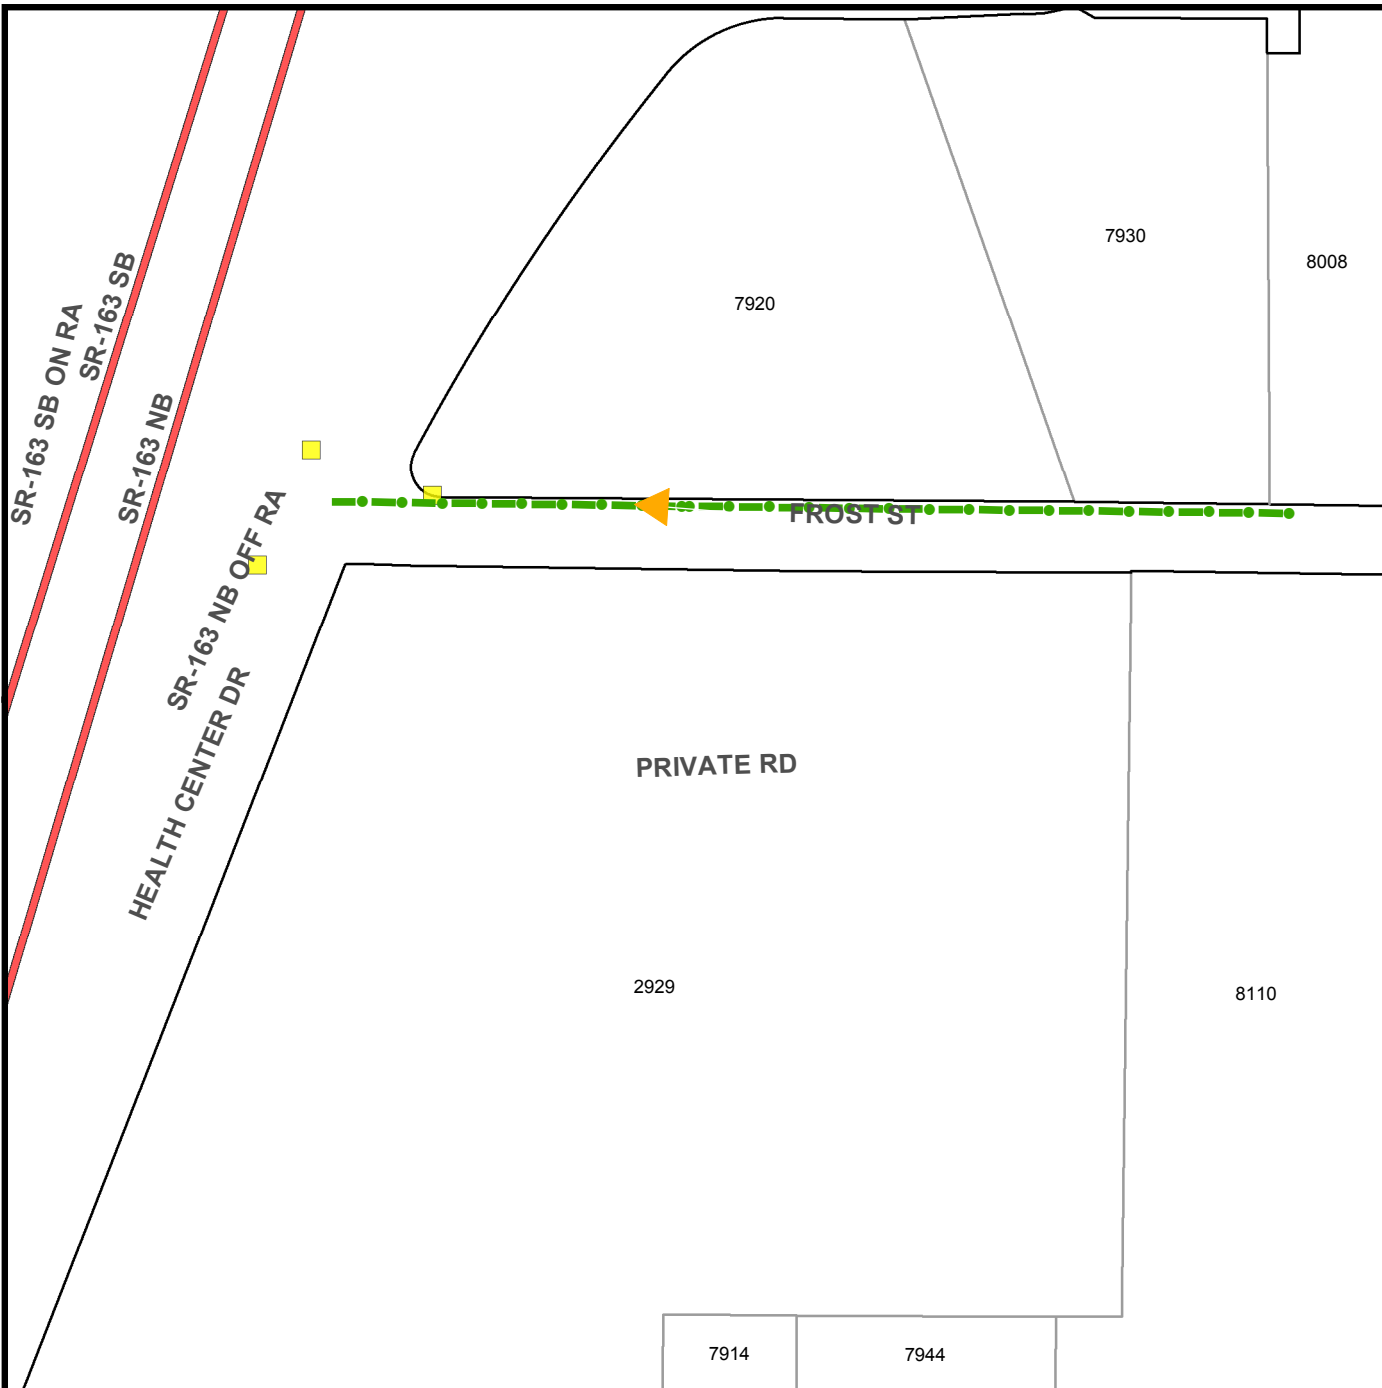 7930
8008
7920
SR-163 SB
SR-163 SB ON RA
SR-163 NB
FROST ST
SR-163 NB OFF RA
HEALTH CENTER DR
PRIVATE RD
2929
8110
7914
7944